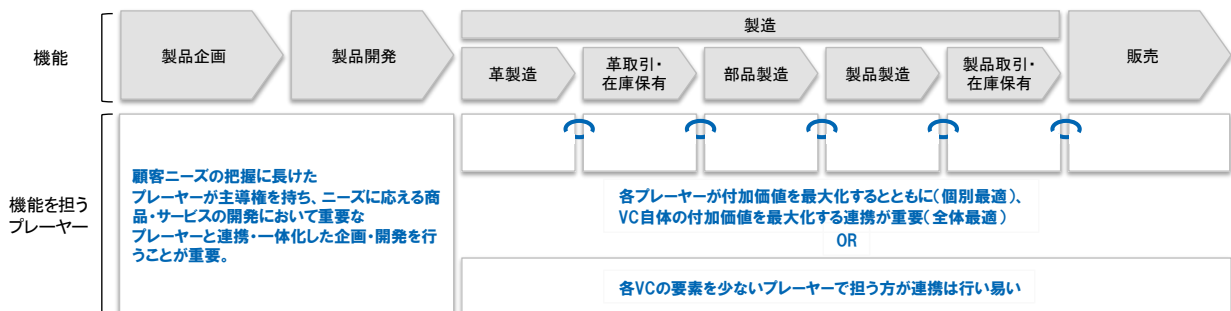 機能
製品企画
製品開発
製造
革製造
革取引・
在庫保有
部品製造
製品製造
製品取引・
在庫保有
販売
機能を担う
プレーヤー
顧客ニーズの把握に長けた
プレーヤーが主導権を持ち、ニーズに応える商
品・サービスの開発において重要な
プレーヤーと連携・一体化した企画・開発を行
うことが重要。
各プレーヤーが付加価値を最大化するとともに(個別最適)、
VC自体の付加価値を最大化する連携が重要(全体最適)
OR
各VCの要素を少ないプレーヤーで担う方が連携は行い易い